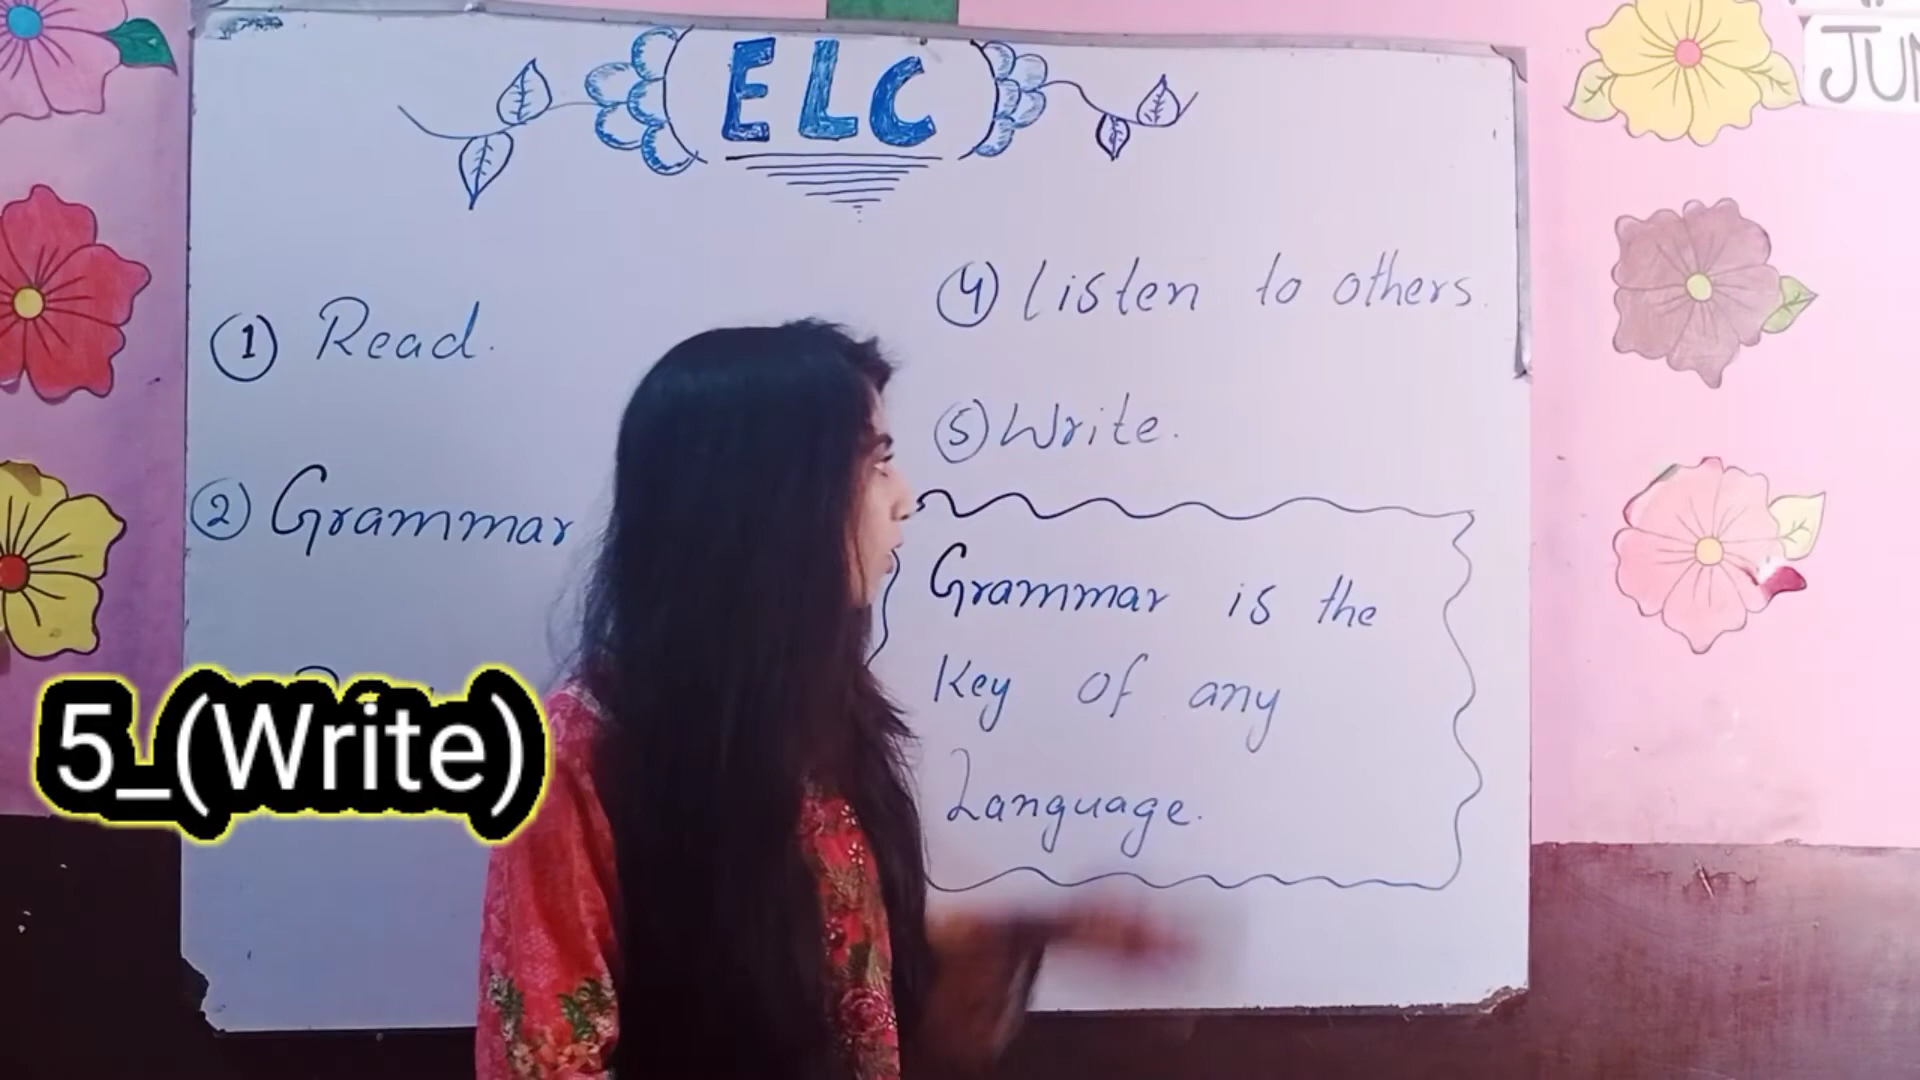 ELC
JUN
① Read.
② Grammar
④ Listen to others.
⑤ Write.
Grammar is the
Key of any
Language.
5_(Write)